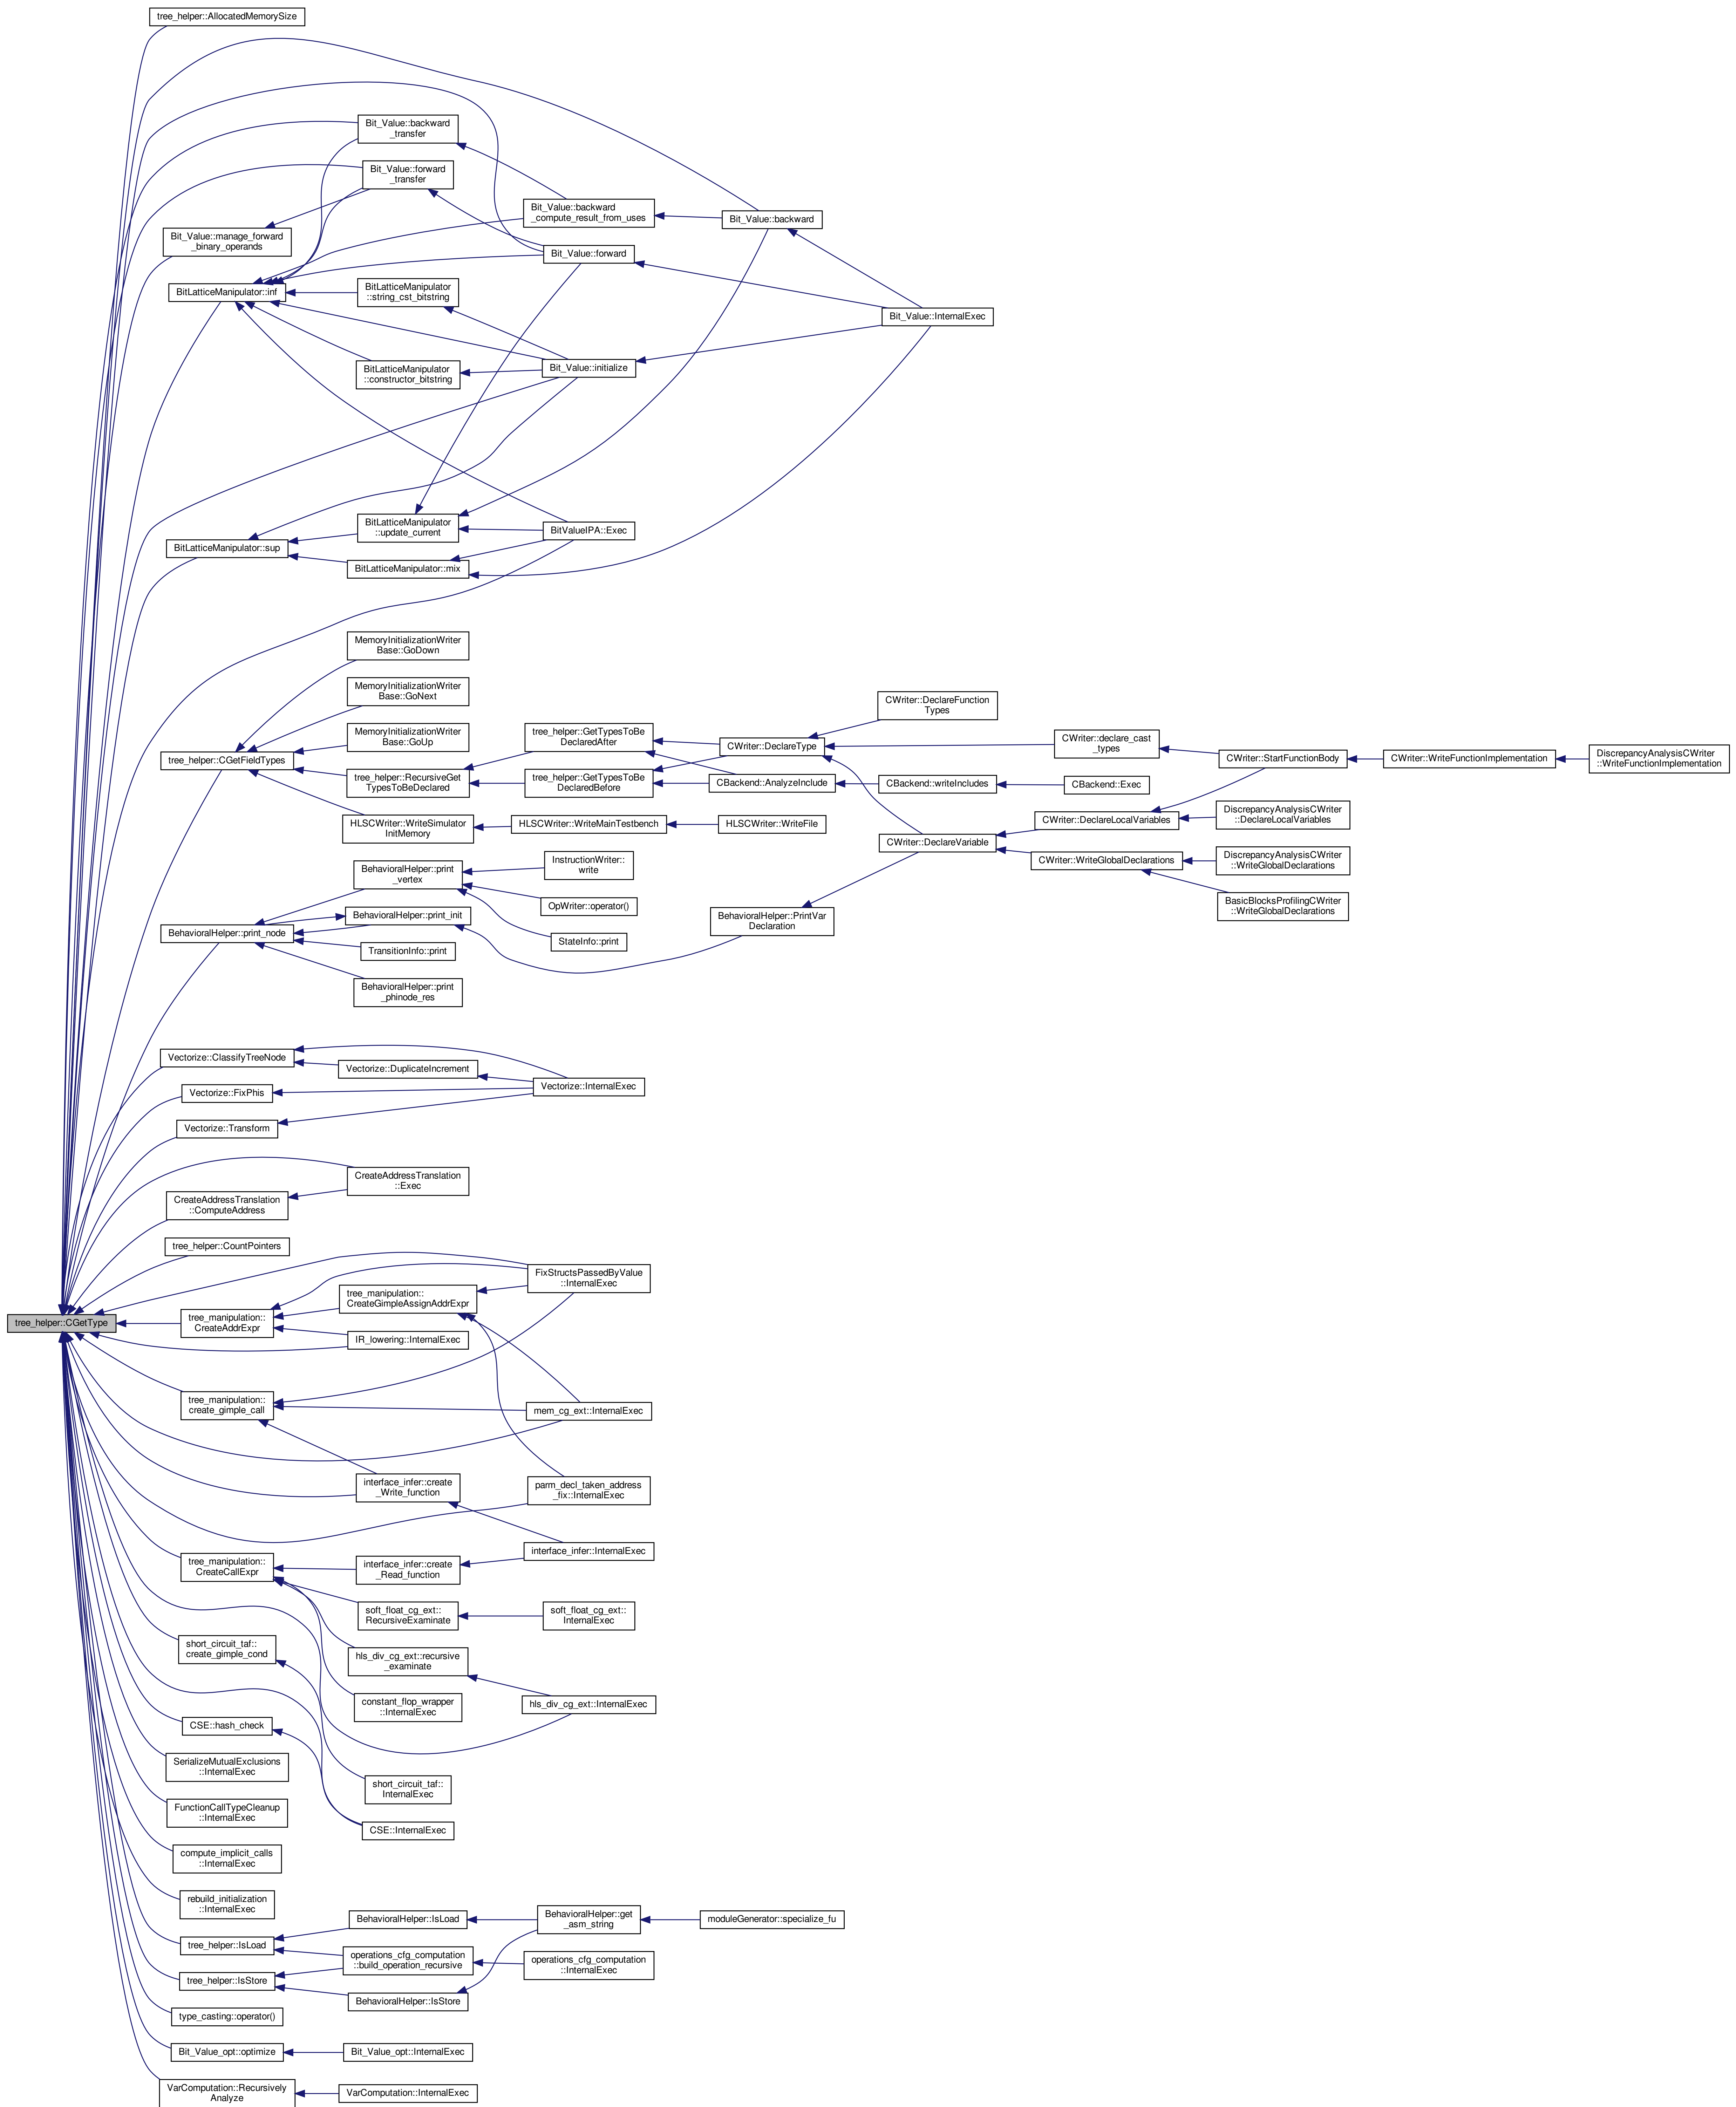 tree_helper::AllocatedMemorySize
Bit_Value::backward
_transfer
Bit_Value::forward
_transfer
Bit_Value::backward
_compute_result_from_uses
Bit_Value::backward
Bit_Value::manage_forward
_binary_operands
Bit_Value::forward
BitLatticeManipulator::inf
BitLatticeManipulator
::string_cst_bitstring
Bit_Value::InternalExec
BitLatticeManipulator
::constructor_bitstring
Bit_Value::initialize
BitLatticeManipulator
::update_current
BitValueIPA::Exec
BitLatticeManipulator::sup
BitLatticeManipulator::mix
MemoryInitializationWriter
Base::GoDown
MemoryInitializationWriter
Base::GoNext
CWriter::DeclareFunction
Types
MemoryInitializationWriter
Base::GoUp
tree_helper::GetTypesToBe
DeclaredAfter
CWriter::DeclareType
CWriter::declare_cast
_types
tree_helper::CGetFieldTypes
CWriter::StartFunctionBody
CWriter::WriteFunctionImplementation
DiscrepancyAnalysisCWriter
::WriteFunctionImplementation
tree_helper::RecursiveGet
TypesToBeDeclared
tree_helper::GetTypesToBe
DeclaredBefore
CBackend::AnalyzeInclude
CBackend::writeIncludes
CBackend::Exec
HLSCWriter::WriteSimulator
InitMemory
HLSCWriter::WriteMainTestbench
HLSCWriter::WriteFile
CWriter::DeclareLocalVariables
DiscrepancyAnalysisCWriter
::DeclareLocalVariables
CWriter::DeclareVariable
BehavioralHelper::print
_vertex
InstructionWriter::
write
CWriter::WriteGlobalDeclarations
DiscrepancyAnalysisCWriter
::WriteGlobalDeclarations
OpWriter::operator()
BasicBlocksProfilingCWriter
::WriteGlobalDeclarations
BehavioralHelper::print_init
BehavioralHelper::PrintVar
Declaration
BehavioralHelper::print_node
StateInfo::print
TransitionInfo::print
BehavioralHelper::print
_phinode_res
Vectorize::ClassifyTreeNode
Vectorize::DuplicateIncrement
Vectorize::InternalExec
Vectorize::FixPhis
Vectorize::Transform
CreateAddressTranslation
::Exec
CreateAddressTranslation
::ComputeAddress
tree_helper::CountPointers
FixStructsPassedByValue
::InternalExec
tree_manipulation::
CreateGimpleAssignAddrExpr
tree_helper::CGetType
tree_manipulation::
CreateAddrExpr
IR_lowering::InternalExec
tree_manipulation::
create_gimple_call
mem_cg_ext::InternalExec
interface_infer::create
_Write_function
parm_decl_taken_address
_fix::InternalExec
interface_infer::InternalExec
tree_manipulation::
CreateCallExpr
interface_infer::create
_Read_function
soft_float_cg_ext::
RecursiveExaminate
soft_float_cg_ext::
InternalExec
short_circuit_taf::
create_gimple_cond
hls_div_cg_ext::recursive
_examinate
constant_flop_wrapper
::InternalExec
hls_div_cg_ext::InternalExec
CSE::hash_check
SerializeMutualExclusions
::InternalExec
short_circuit_taf::
InternalExec
FunctionCallTypeCleanup
::InternalExec
CSE::InternalExec
compute_implicit_calls
::InternalExec
rebuild_initialization
::InternalExec
BehavioralHelper::IsLoad
BehavioralHelper::get
_asm_string
moduleGenerator::specialize_fu
tree_helper::IsLoad
operations_cfg_computation
::build_operation_recursive
operations_cfg_computation
::InternalExec
tree_helper::IsStore
BehavioralHelper::IsStore
type_casting::operator()
Bit_Value_opt::optimize
Bit_Value_opt::InternalExec
VarComputation::Recursively
Analyze
VarComputation::InternalExec